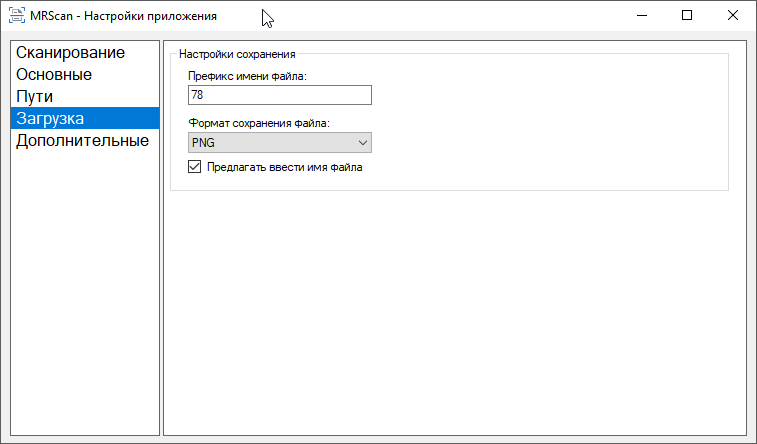 MRScan - Настройки приложения
Сканирование
Основные
Пути
Загрузка
Дополнительные
Настройки сохранения
Префикс имени файла:
78
Формат сохранения файла:
PNG
Предлагать ввести имя файла